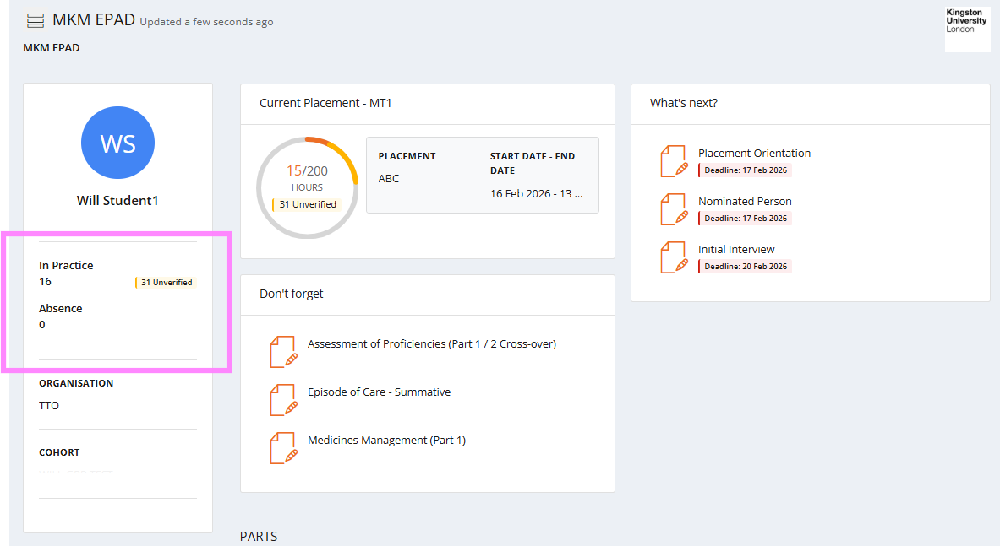 MKM EPAD Updated a few seconds ago
Kingston
University
London
MKM EPAD
WS
Will Student1
In Practice
16
31 Unverified
Absence
0
ORGANISATION
TTO
COHORT
Current Placement - MT1
15/200
HOURS
31 Unverified
PLACEMENT
ABC
START DATE - END
DATE
16 Feb 2026 - 13 ...
Don't forget
Assessment of Proficiencies (Part 1 / 2 Cross-over)
Episode of Care - Summative
Medicines Management (Part 1)
What's next?
Placement Orientation
Deadline: 17 Feb 2026
Nominated Person
Deadline: 17 Feb 2026
Initial Interview
Deadline: 20 Feb 2026
PARTS